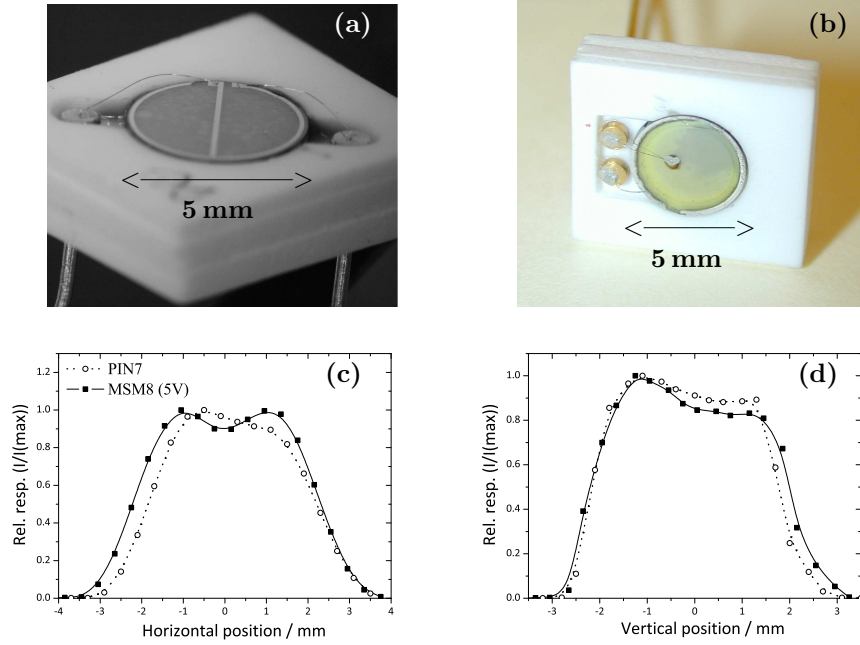 (a)
5 mm
(b)
5 mm
(c)
PIN7
MSM8 (5V)
Rel. resp. (I/I(max))
1.2
1.0
0.8
0.6
0.4
0.2
0.0
-4 -3 -2 -1 0 1 2 3 4
Horizontal position / mm
(d)
Rel. resp. (I/I(max))
1.0
0.8
0.6
0.4
0.2
0.0
-3 -2 -1 0 1 2 3
Vertical position / mm